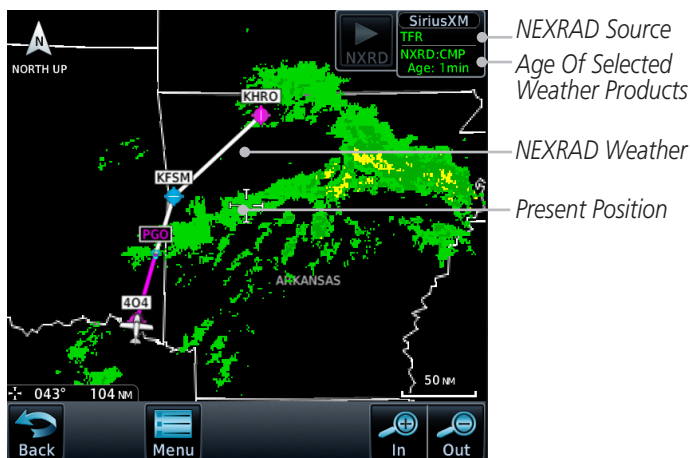 SiriusXM
TFR
NXRD:CMP
Age: 1min
NXRD
N
NORTH UP
NEXRAD Source
Age Of Selected
Weather Products
NEXRAD Weather
Present Position
KHRO
KFSM
PGO
4O4
ARKANSAS
043° 104 NM
50 NM
Back
Menu
In
Out